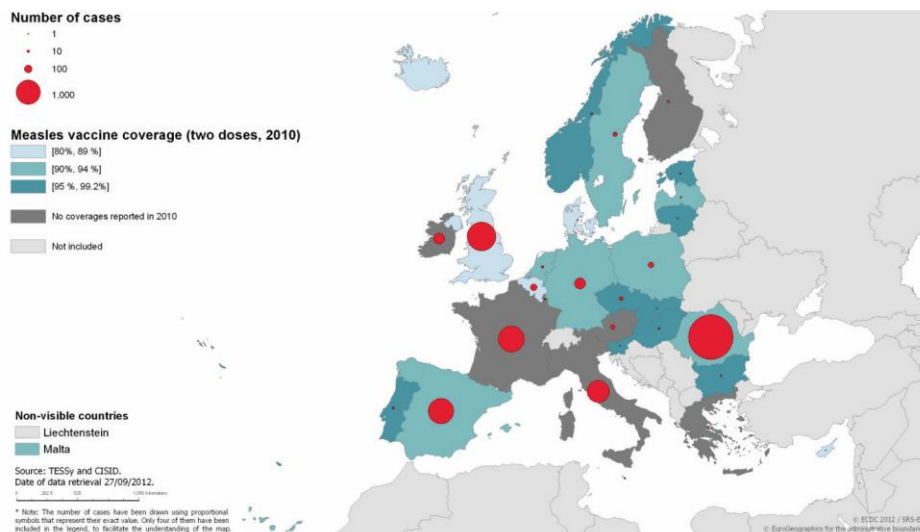 Number of cases
1
10
100
1,000
Measles vaccine coverage (two doses, 2010)
[80%, 89 %]
[90%, 94 %]
[95 %, 99.2%]
No coverages reported in 2010
Not included
Non-visible countries
Liechtenstein
Malta
Source: TESSy and CISID.
Date of data retrieval 27/09/2012.
* Note: The number of cases have been drawn using proportional
symbols that represent their exact value. Only four of them have been
included in the legend, to facilitate the understanding of the map.
© ECDC 2012 /
© EuroGeographics for the administrative